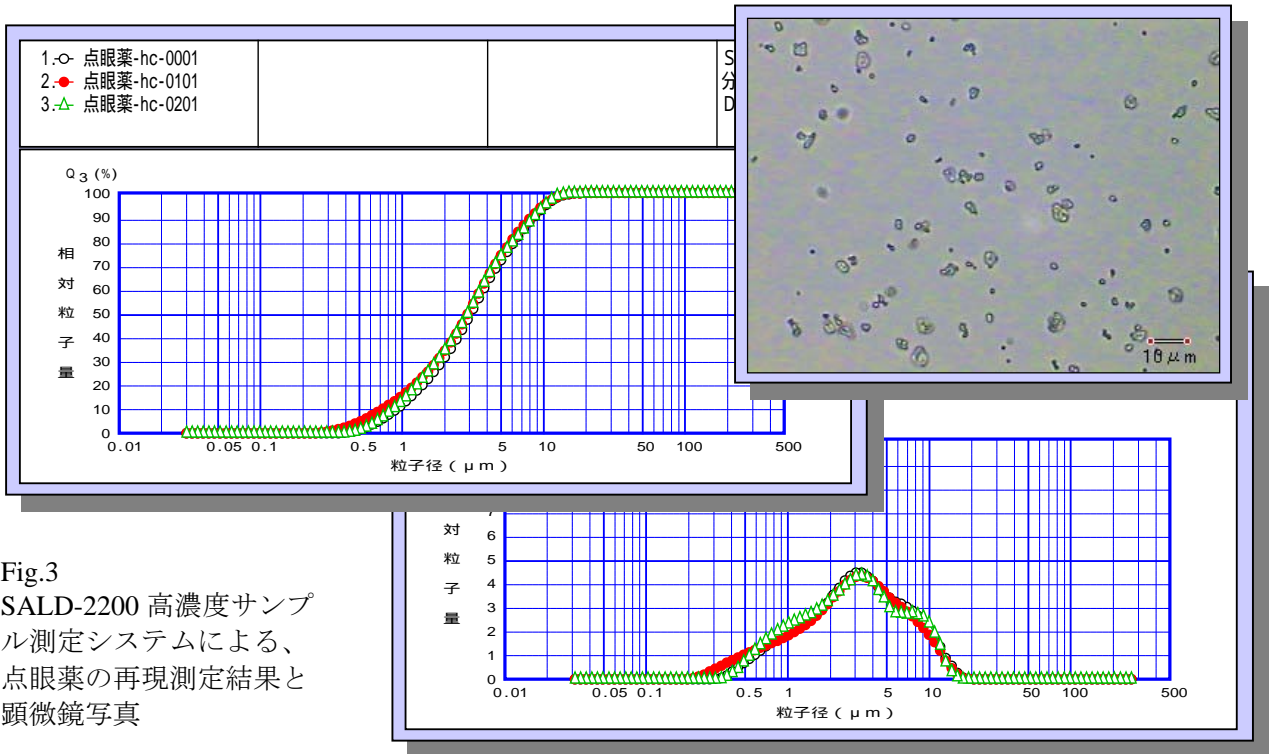 1. 点眼薬-hc-0001
2. 点眼薬-hc-0101
3. 点眼薬-hc-0201
S
分
D
Q3 (%)
100
90
80
70
60
50
40
30
20
10
0
相
対
粒
子
量
0.01 0.05 0.1 0.5 1 5 10 50 100 500
粒子径(μm)
10μm
7
6
5
4
3
2
1
0
対
粒
子
量
0.01 0.05 0.1 0.5 1 5 10 50 100 500
粒子径(μm)
Fig.3
SALD-2200 高濃度サンプ
ル測定システムによる、
点眼薬の再現測定結果と
顕微鏡写真